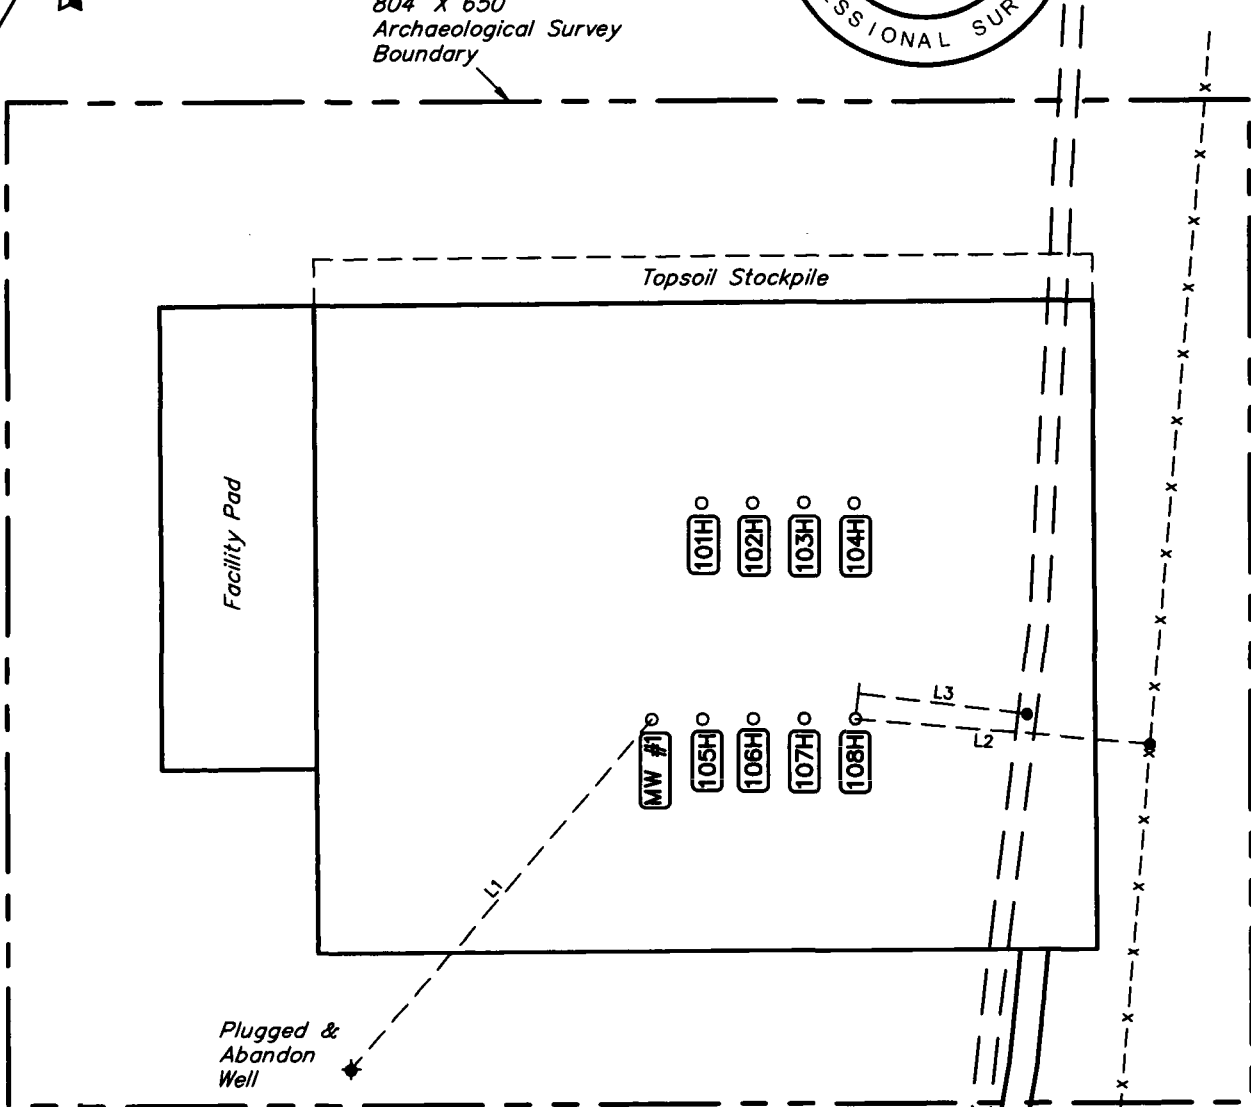 804' X 650'
Archaeological Survey
Boundary
SSIONAL SUR
Topsoil Stockpile
Facility Pad
101H
102H
103H
104H
L3
L2
MW #1
105H
106H
107H
108H
L1
Plugged &
Abandon
Well